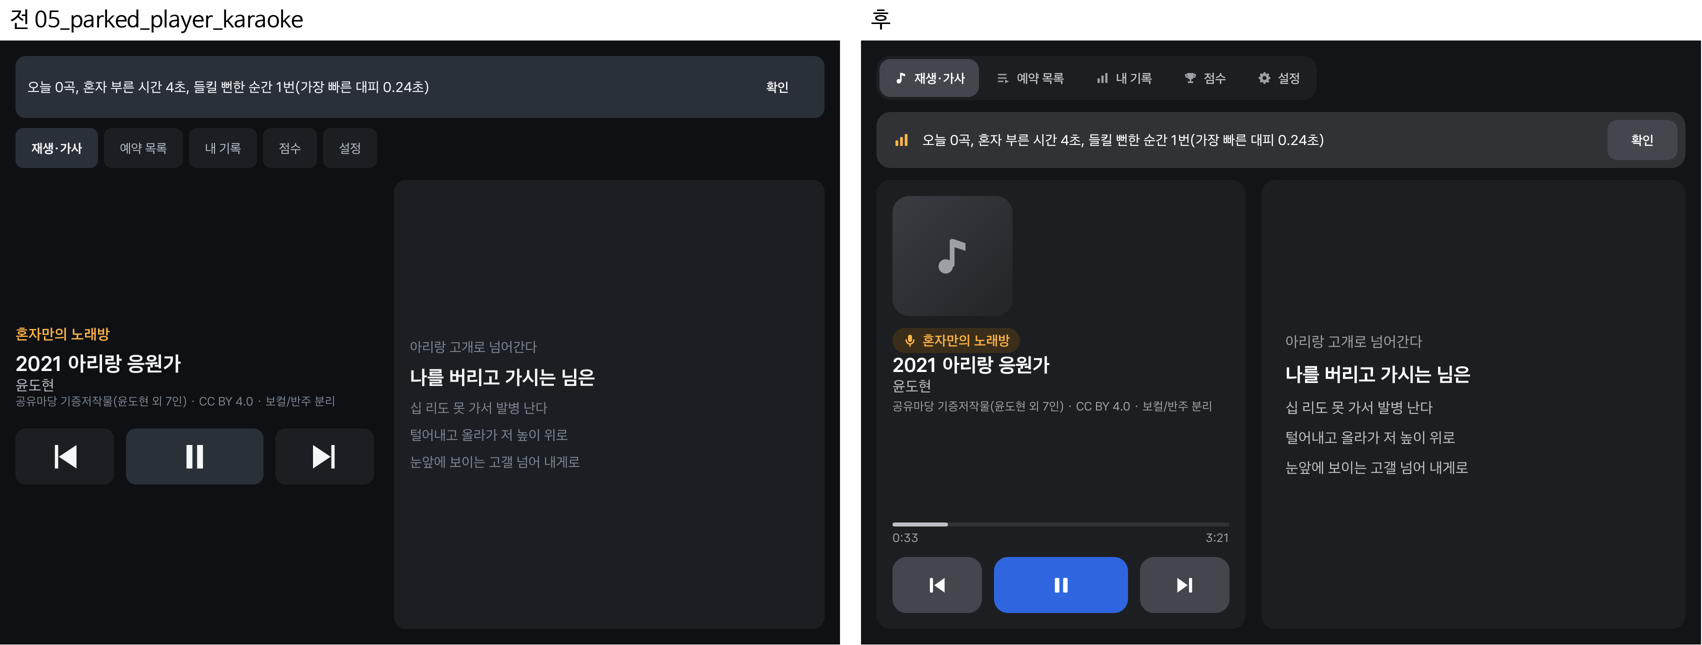 전 05_parked_player_karaoke
오늘 0곡, 혼자 부른 시간 4초, 들킬 뻔한 순간 1번(가장 빠른 대피 0.24초)
확인
재생·가사
예약 목록
내 기록
점수
설정
혼자만의 노래방
2021 아리랑 응원가
윤도현
공유마당 기증저작물(윤도현 외 7인) · CC BY 4.0 · 보컬/반주 분리
아리랑 고개로 넘어간다
나를 버리고 가시는 님은
십 리도 못 가서 발병 난다
털어내고 올라가 저 높이 위로
눈앞에 보이는 고갤 넘어 내게로
후
재생·가사
예약 목록
내 기록
점수
설정
오늘 0곡, 혼자 부른 시간 4초, 들킬 뻔한 순간 1번(가장 빠른 대피 0.24초)
확인
혼자만의 노래방
2021 아리랑 응원가
윤도현
공유마당 기증저작물(윤도현 외 7인) · CC BY 4.0 · 보컬/반주 분리
0:33
3:21
아리랑 고개로 넘어간다
나를 버리고 가시는 님은
십 리도 못 가서 발병 난다
털어내고 올라가 저 높이 위로
눈앞에 보이는 고갤 넘어 내게로